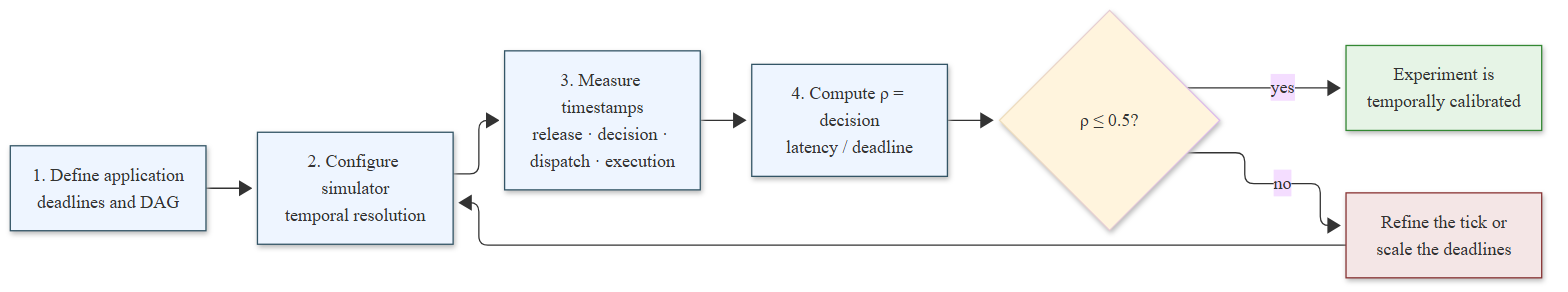 1. Define application
deadlines and DAG
2. Configure
simulator
temporal resolution
3. Measure
timestamps
release · decision ·
dispatch · execution
4. Compute ρ =
decision
latency / deadline
ρ ≤ 0.5?
yes
Experiment is
temporally calibrated
no
Refine the tick or
scale the deadlines